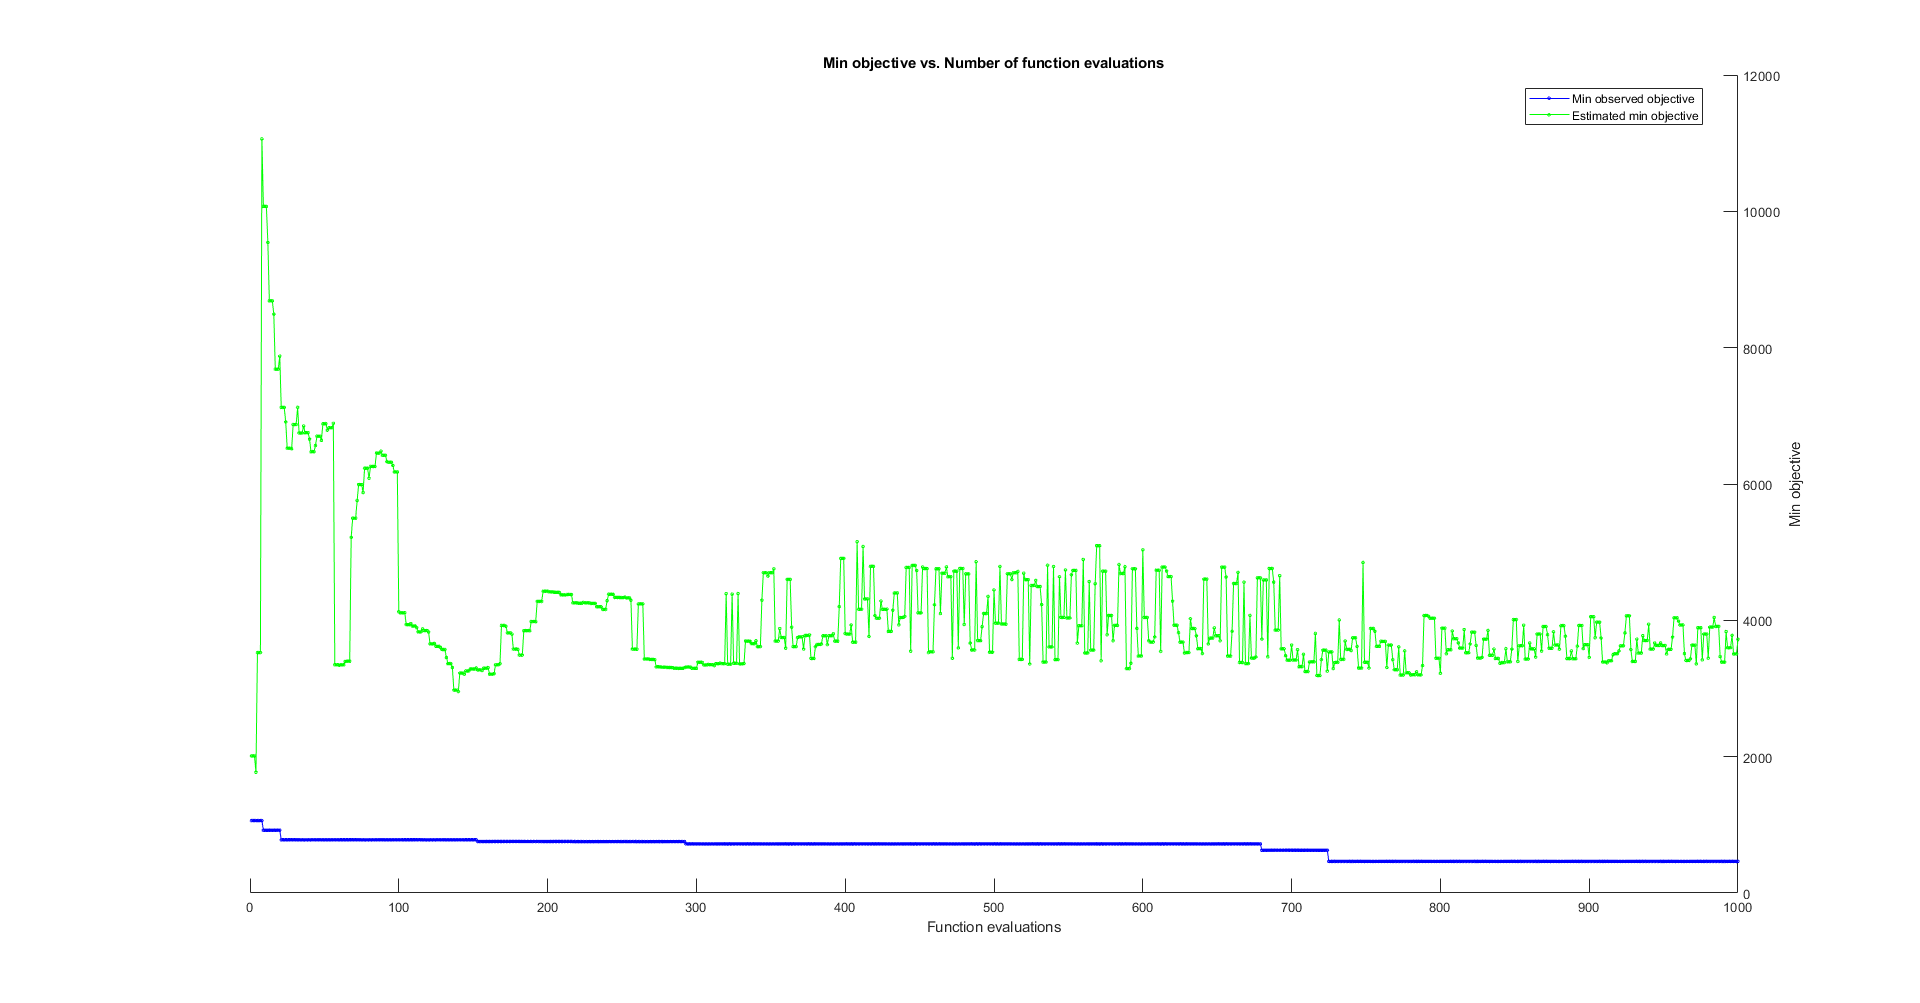 Min objective vs. Number of function evaluations
Min observed objective
Estimated min objective
12000
10000
8000
6000
4000
2000
0
Min objective
0 100 200 300 400 500 600 700 800 900 1000
Function evaluations